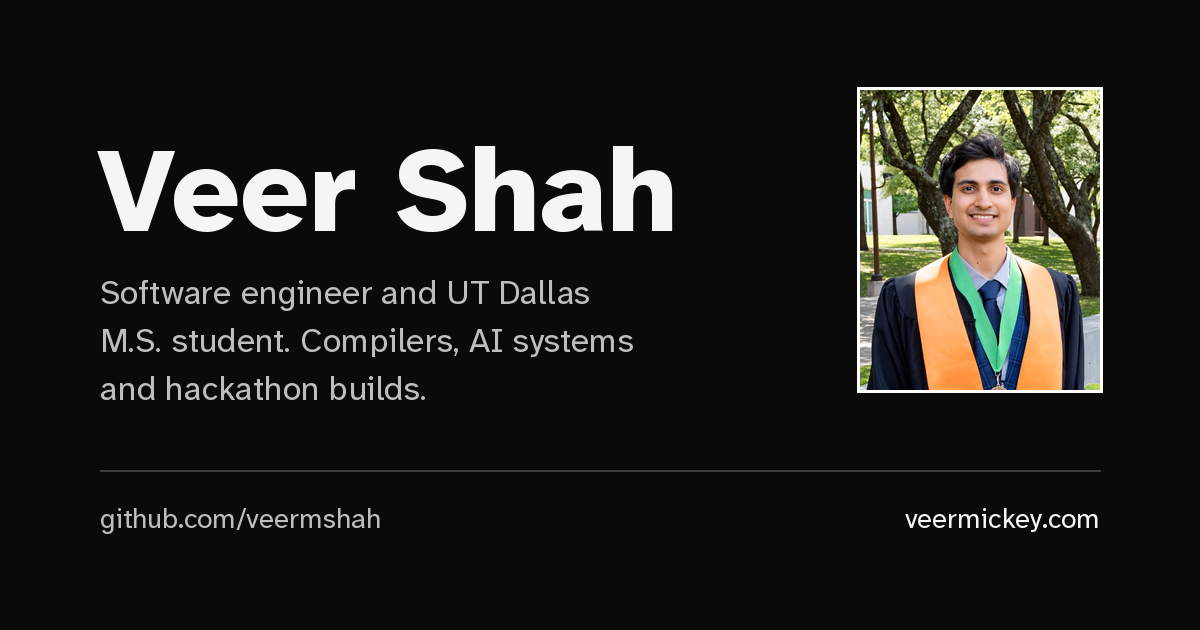 Veer Shah
Software engineer and UT Dallas
M.S. student. Compilers, AI systems
and hackathon builds.
github.com/veermshah
veermickey.com